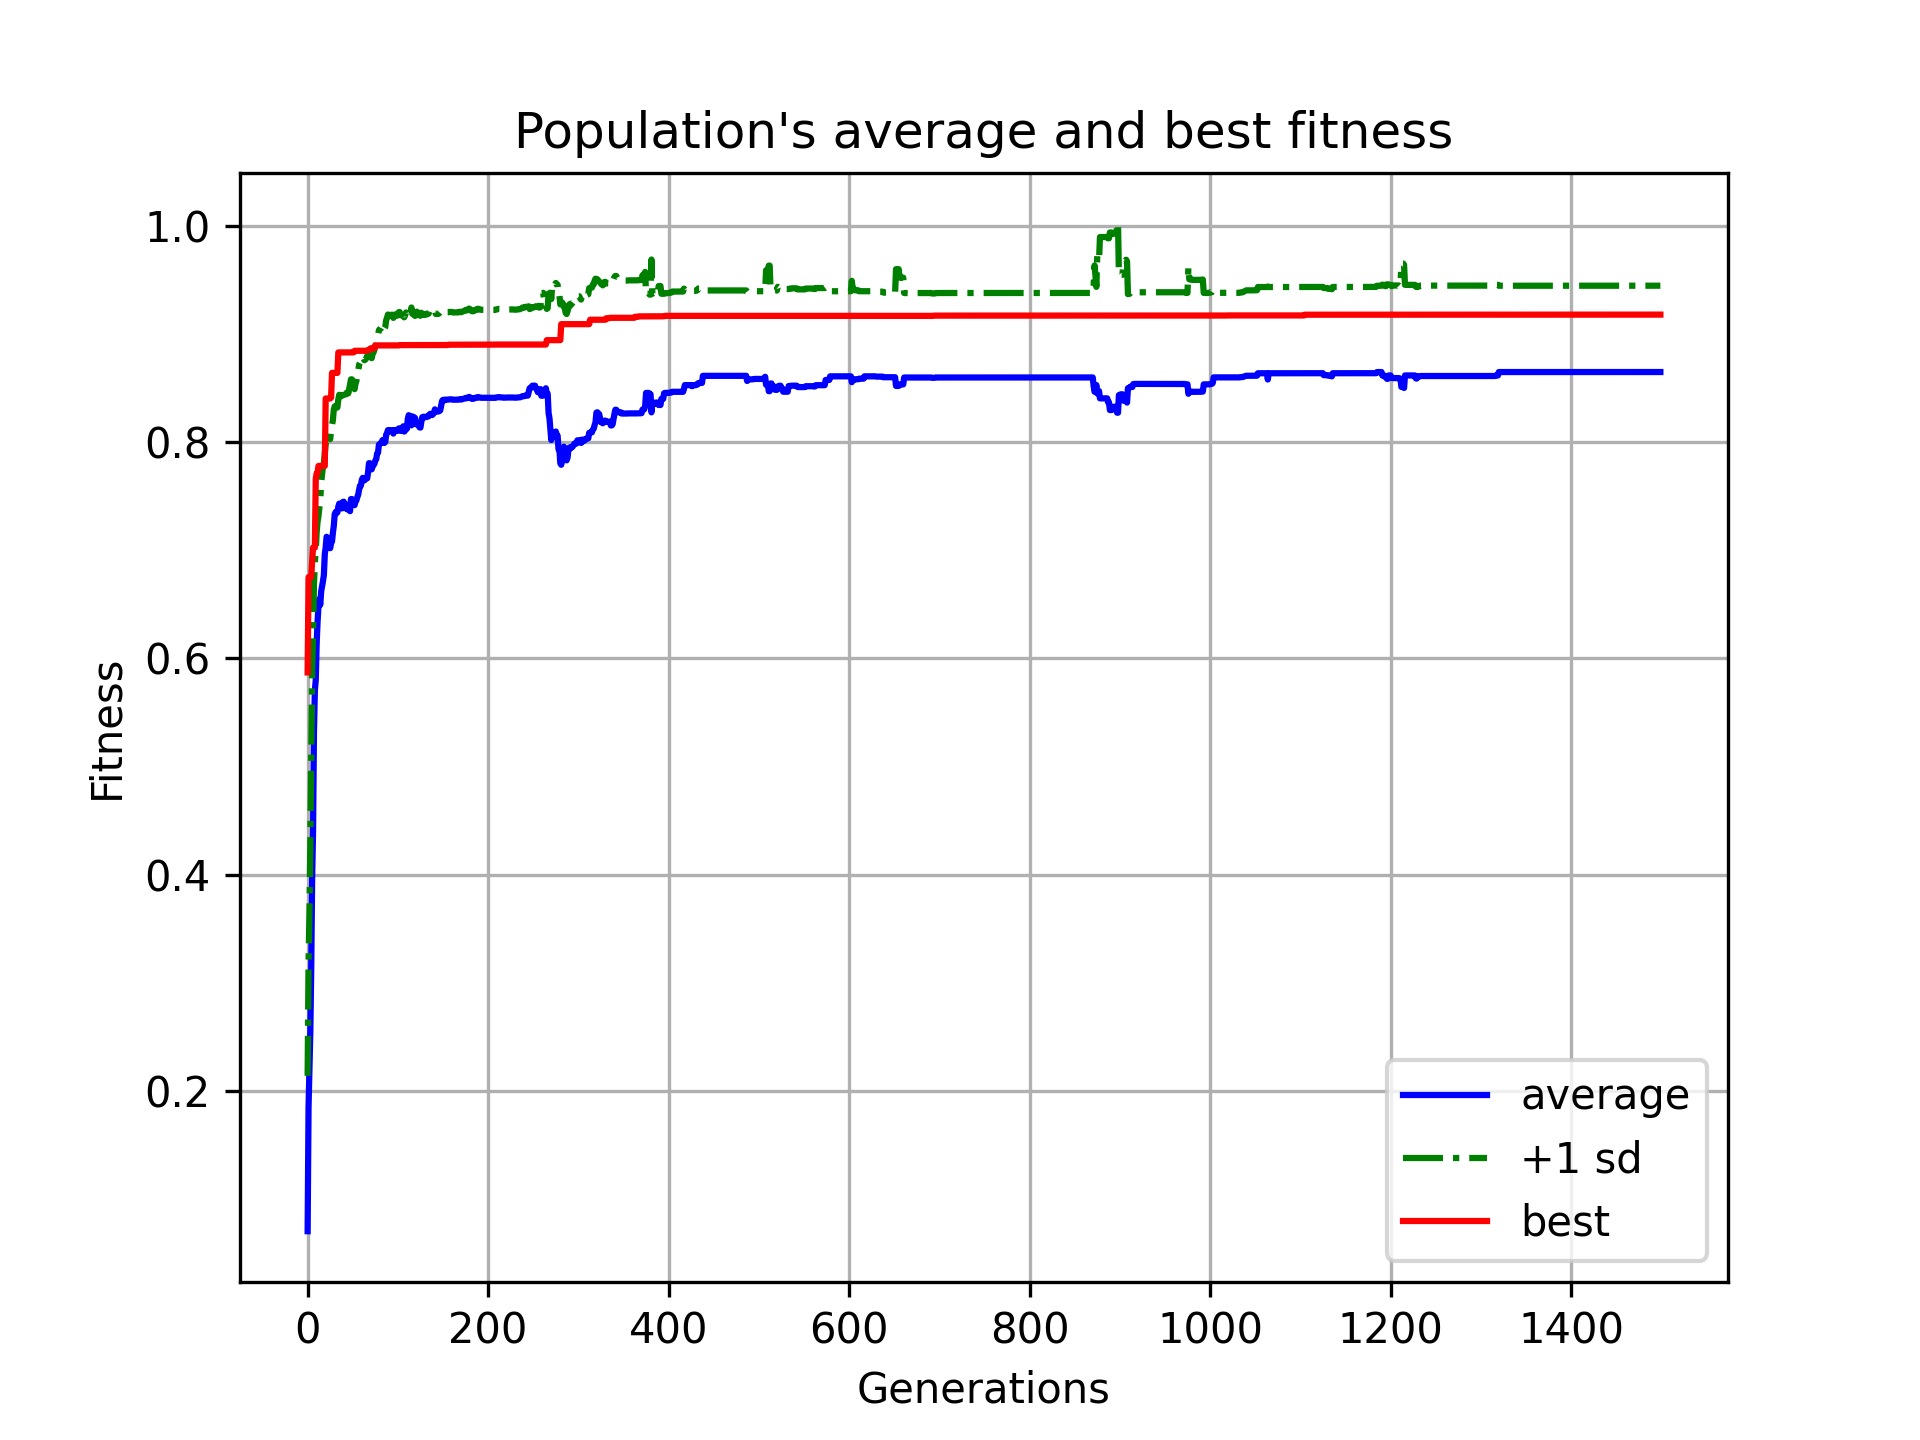 Population's average and best fitness
1.0
0.8
0.6
0.4
0.2
Fitness
0 200 400 600 800 1000 1200 1400
Generations
average
+1 sd
best